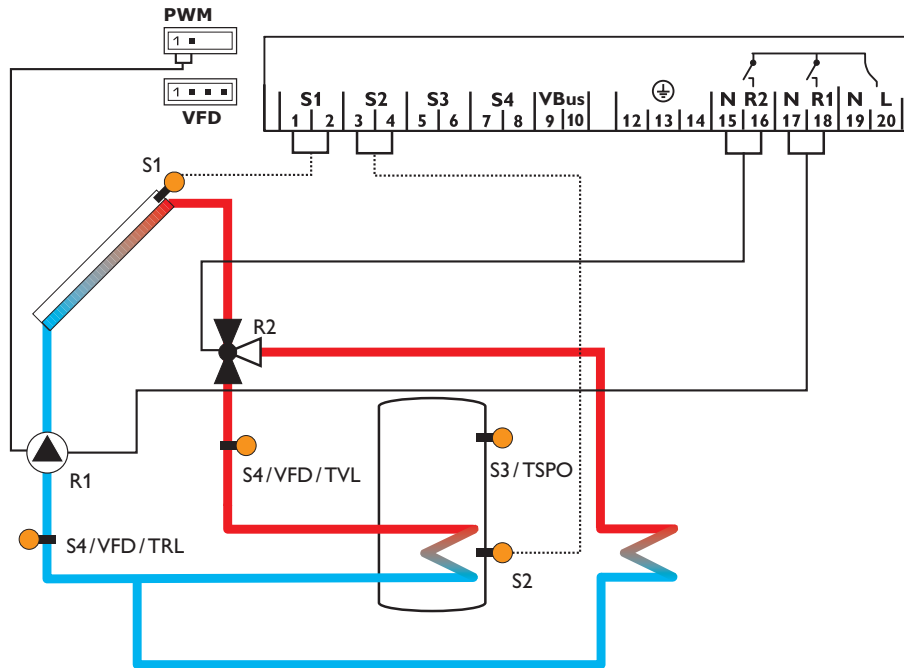 PWM
1
1
VFD
S1 S2 S3 S4 VBus N R2 N R1 N L
1 2 3 4 5 6 7 8 9 10 12 13 14 15 16 17 18 19 20
S1
R2
S4/VFD/TVL
S3/TSPO
R1
S4/VFD/TRL
S2